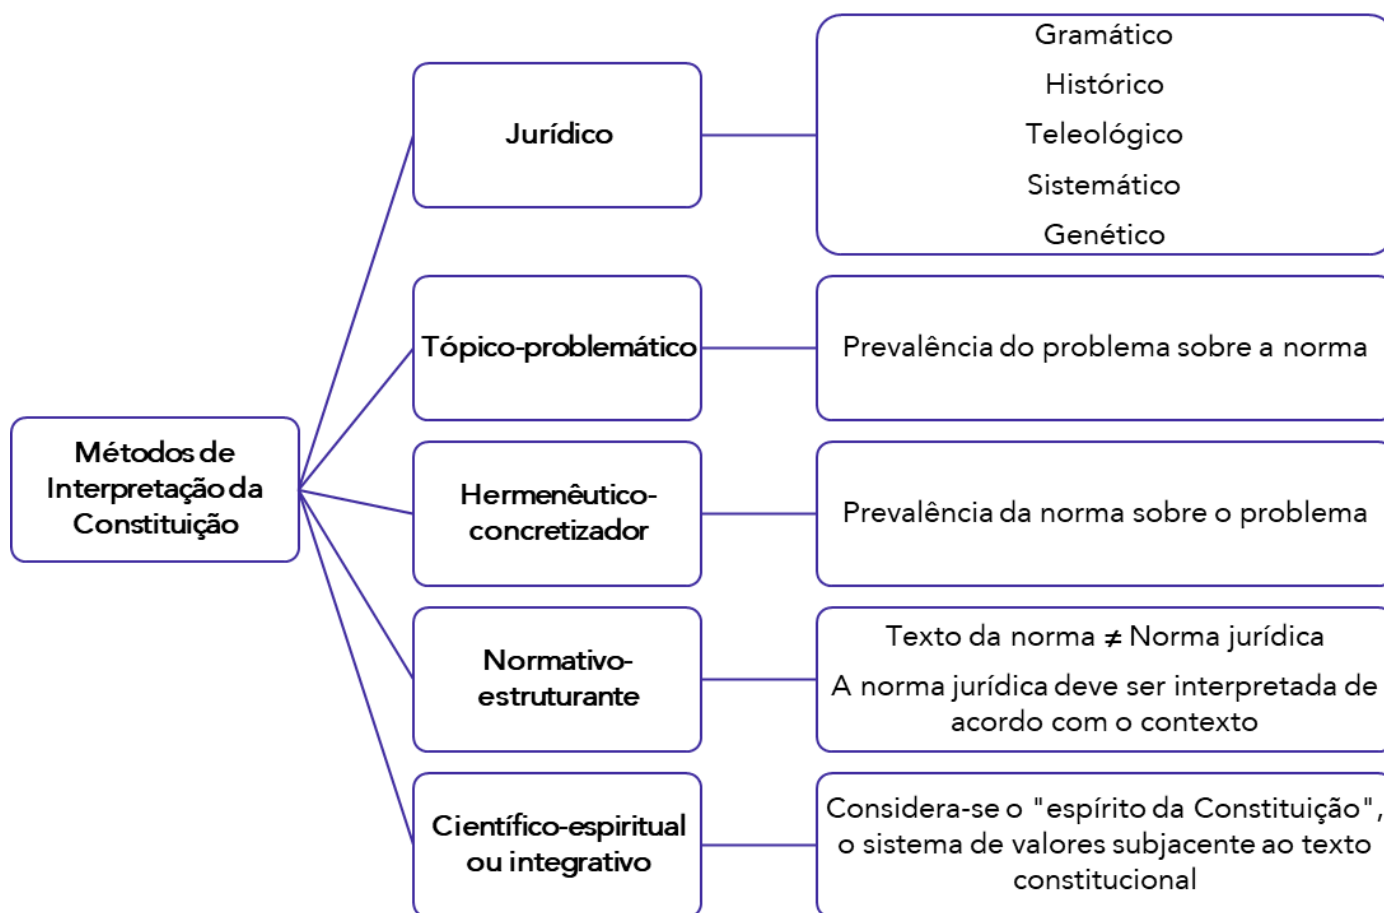 Métodos de
Interpretação da
Constituição
Jurídico
Gramático
Histórico
Teleológico
Sistemático
Genético
Tópico-problemático
Prevalência do problema sobre a norma
Hermenêutico-
concretizador
Prevalência da norma sobre o problema
Normativo-
estruturante
Texto da norma ≠ Norma jurídica
A norma jurídica deve ser interpretada de
acordo com o contexto
Científico-espiritual
ou integrativo
Considera-se o "espírito da Constituição",
o sistema de valores subjacente ao texto
constitucional